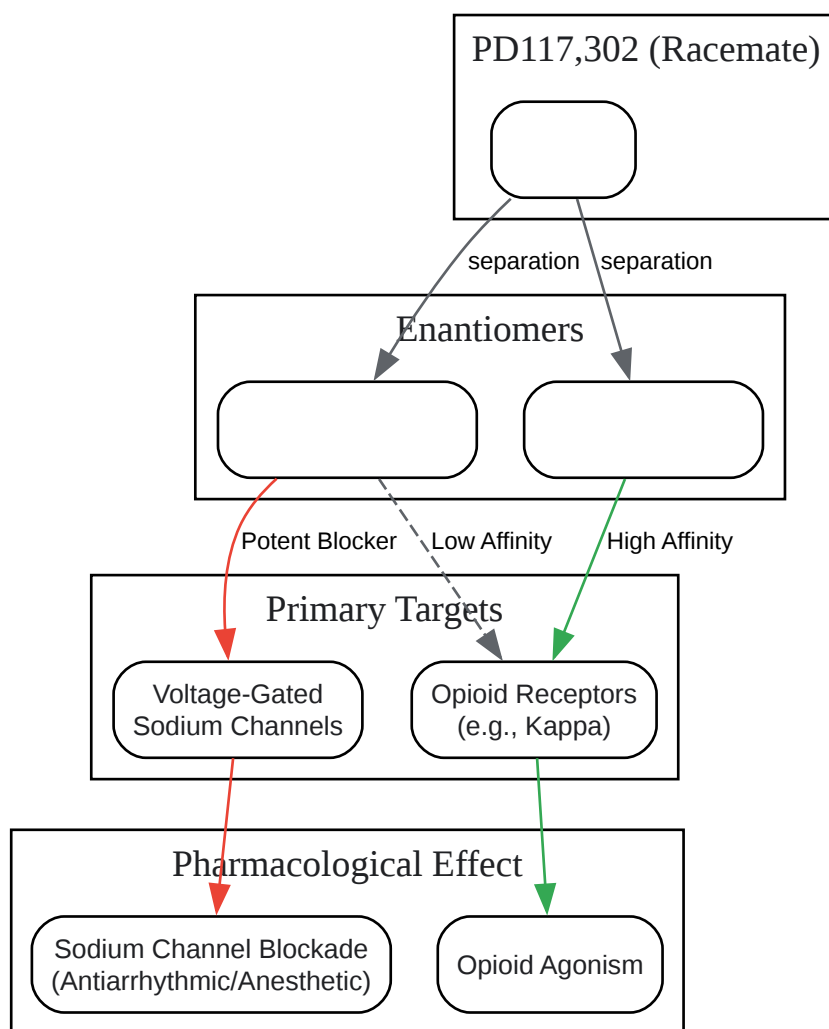 PD117,302 (Racemate)
separation
separation
Enantiomers
Potent Blocker
Low Affinity
High Affinity
Primary Targets
Voltage-Gated
Sodium Channels
Opioid Receptors
(e.g., Kappa)
Pharmacological Effect
Sodium Channel Blockade
(Antiarrhythmic/Anesthetic)
Opioid Agonism